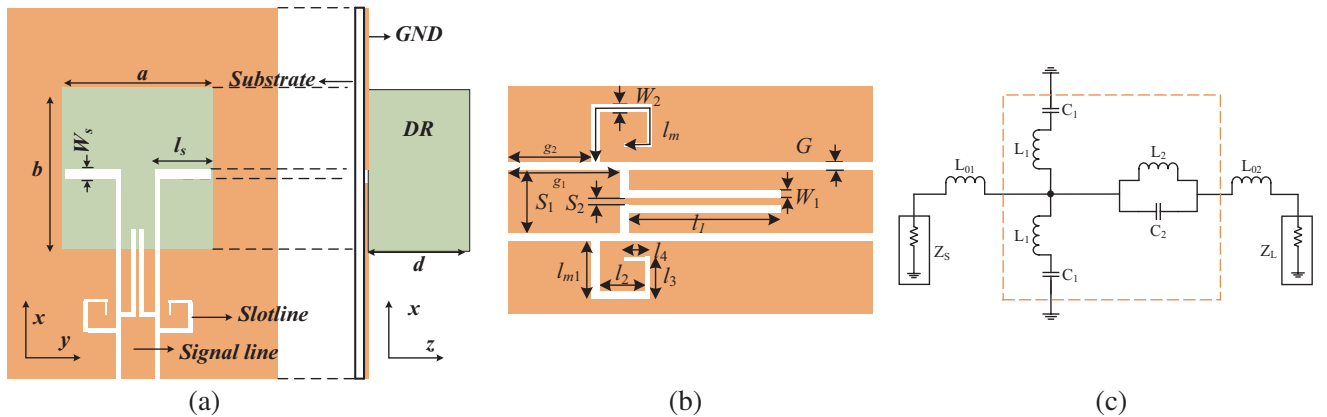 GND
a
Substrate
W_s
l_s
b
DR
d
x
y
Slotline
Signal line
x
z
(a)
W_2
l_m
g_2
G
g_1
S_1
S_2
W_1
l_1
l_4
l_m1
l_2
l_3
(b)
C_1
L_1
L_2
L_01
L_02
C_2
L_1
Z_S
Z_L
C_1
(c)